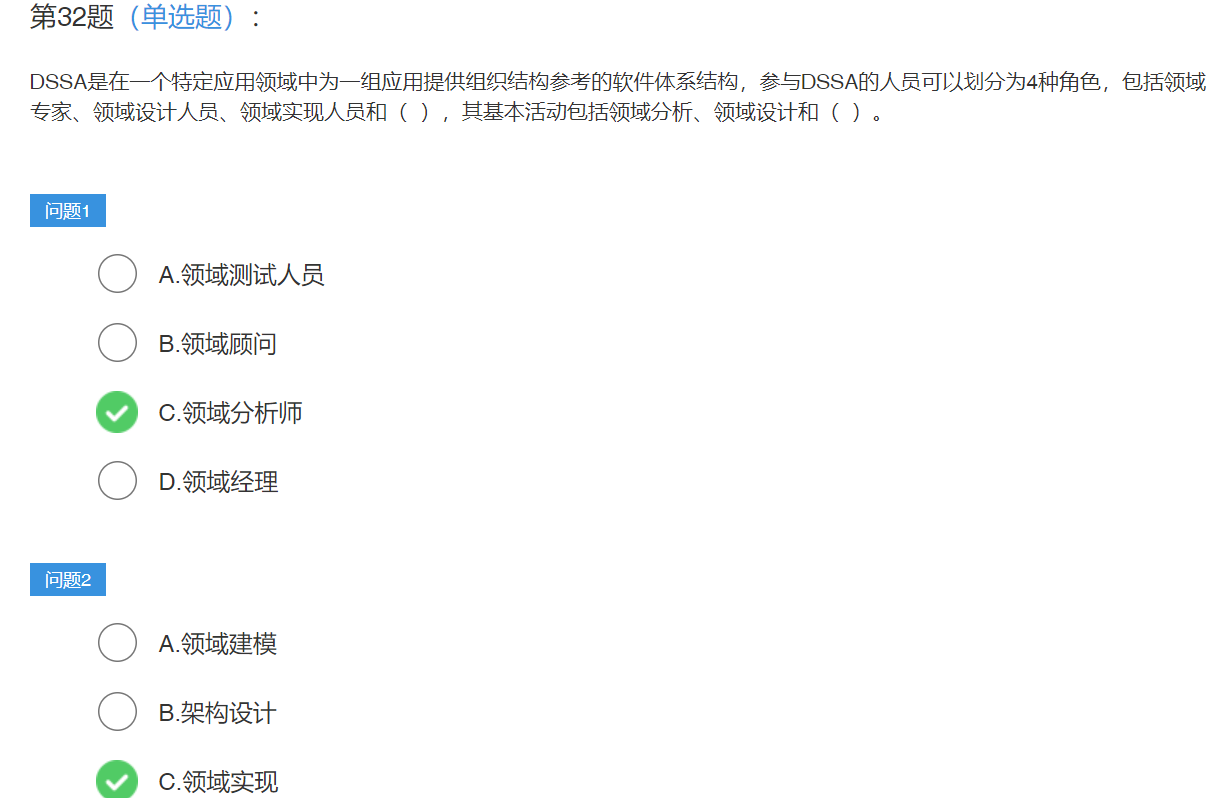 第32题（单选题）：
DSSA是在一个特定应用领域中为一组应用提供组织结构参考的软件体系结构，参与DSSA的人员可以划分为4种角色，包括领域
专家、领域设计人员、领域实现人员和（ ），其基本活动包括领域分析、领域设计和（ ）。
问题1
A.领域测试人员
B.领域顾问
C.领域分析师
D.领域经理
问题2
A.领域建模
B.架构设计
C.领域实现